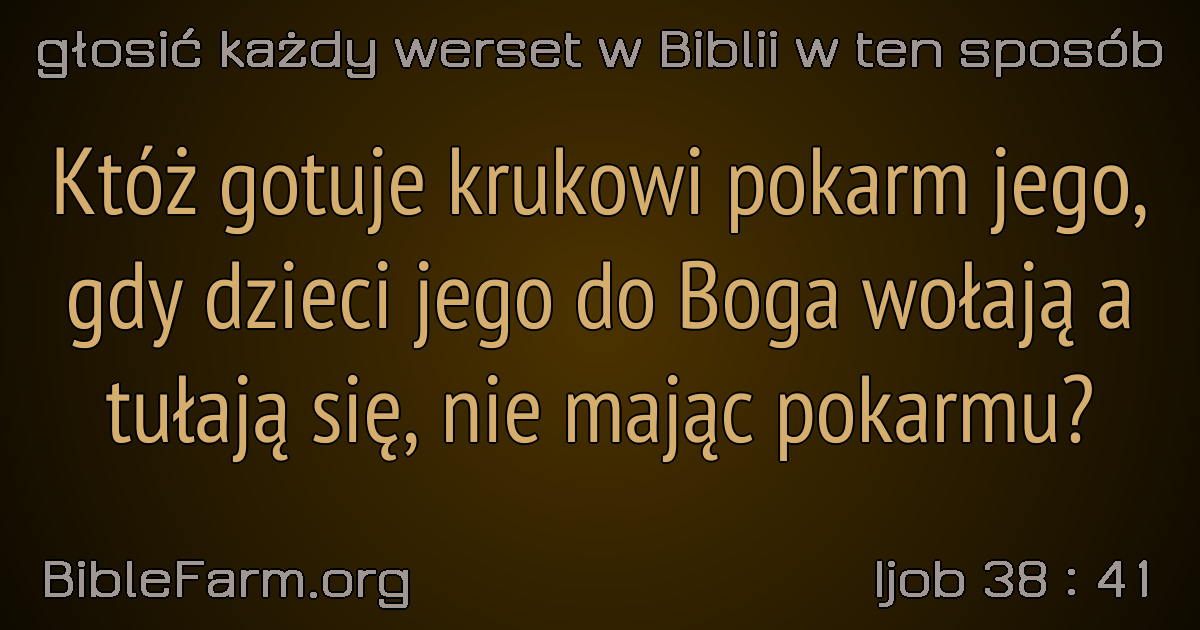 głosić każdy werset w Biblii w ten sposób
Któż gotuje krukowi pokarm jego,
gdy dzieci jego do Boga wołają a
tułają się, nie mając pokarmu?
BibleFarm.org
Ijob 38 : 41